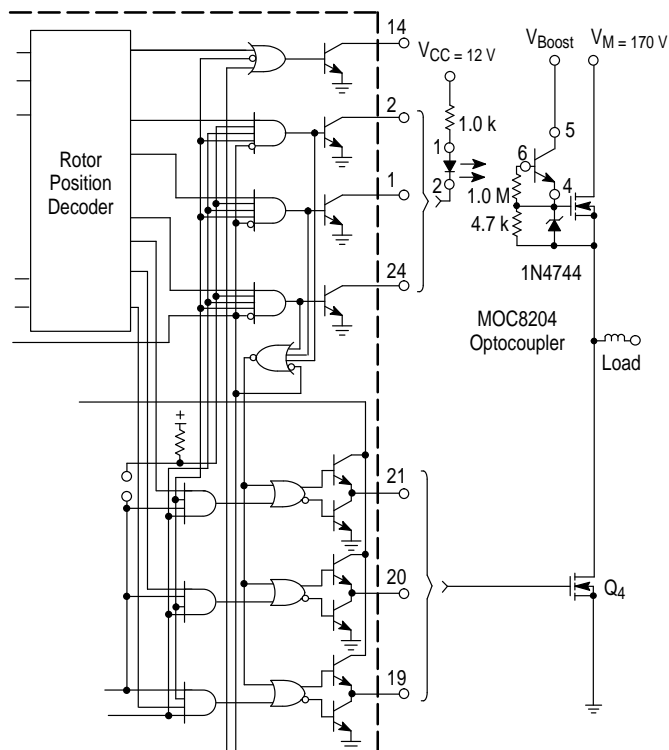 14
VCC = 12 V
VBoost
VM = 170 V
2
1.0 k
1
5
Rotor
Position
Decoder
1
2
6
4
1.0 M
4.7 k
1N4744
24
MOC8204
Optocoupler
Load
+
21
20
Q4
19